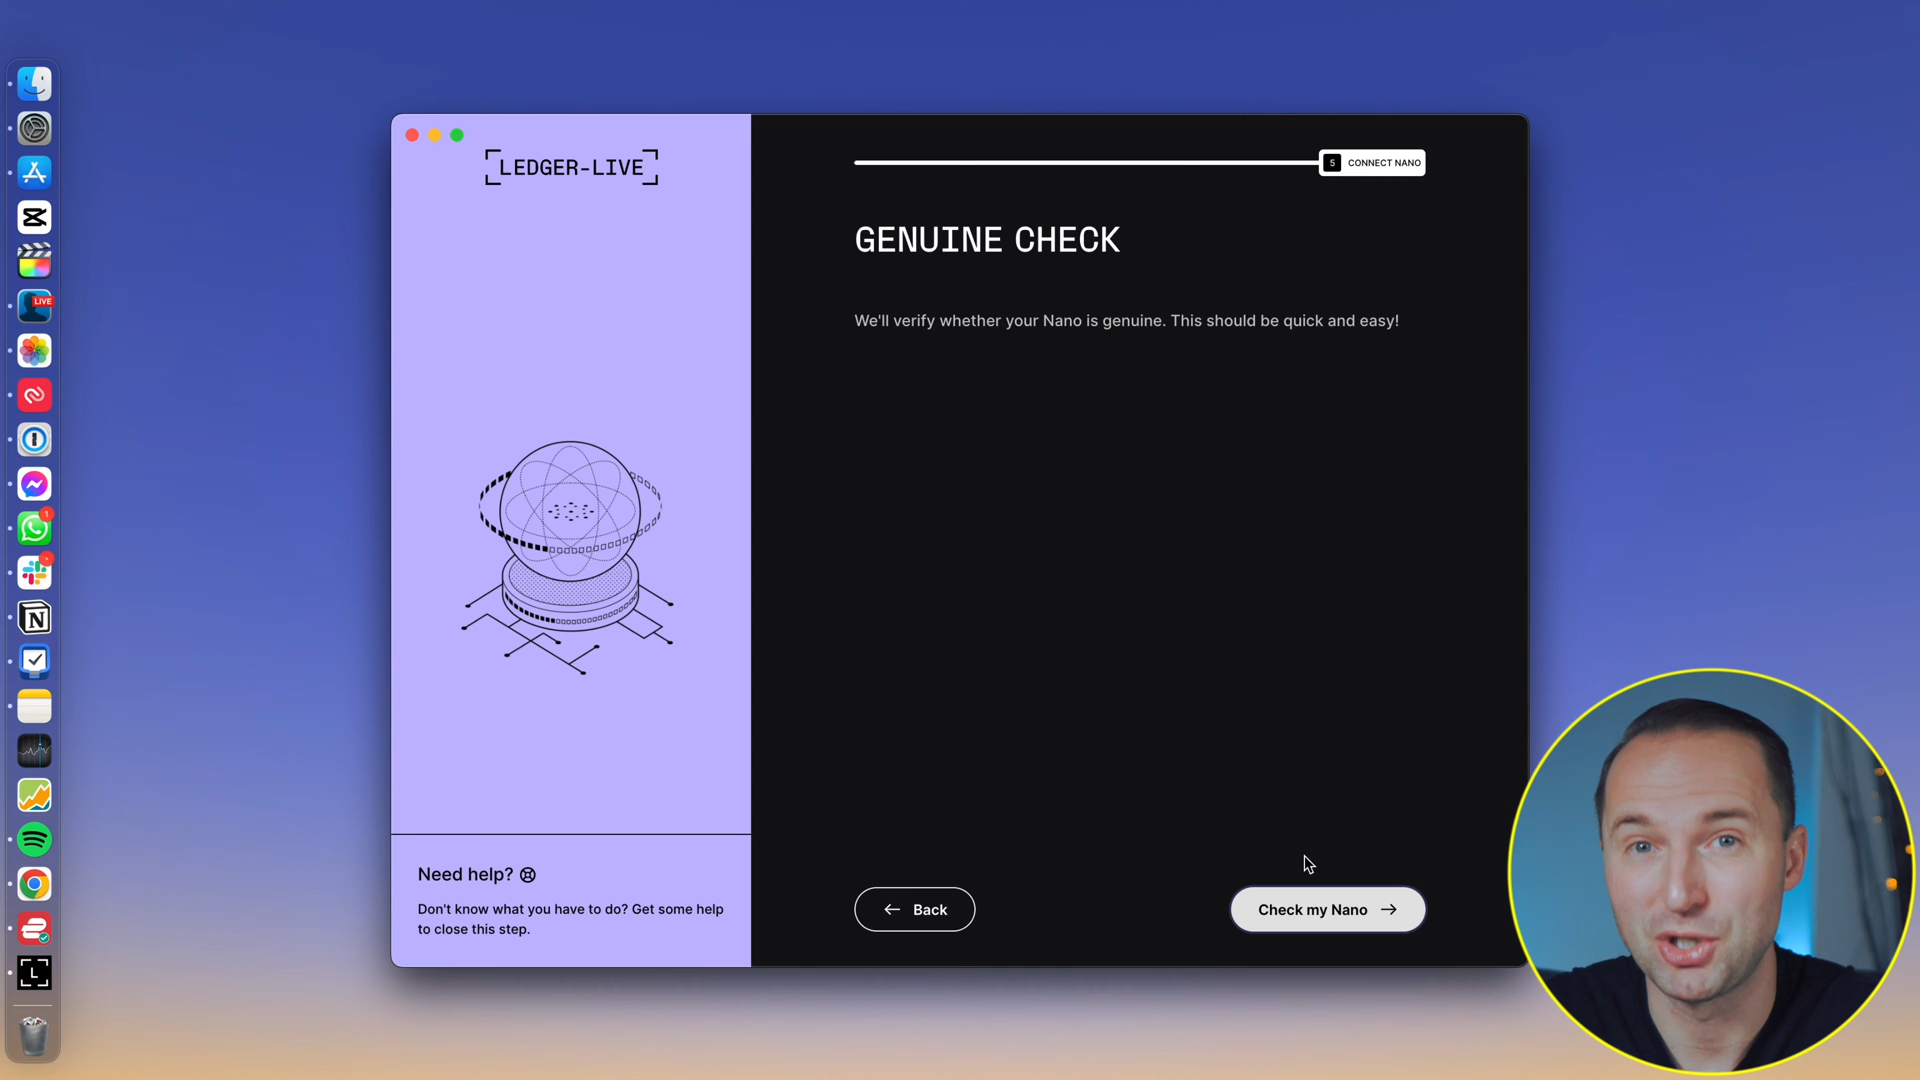 LEDGER-LIVE
5 CONNECT NANO
GENUINE CHECK
We'll verify whether your Nano is genuine. This should be quick and easy!
LIVE
1
N
L
Need help?
Don't know what you have to do? Get some help
to close this step.
Back
Check my Nano